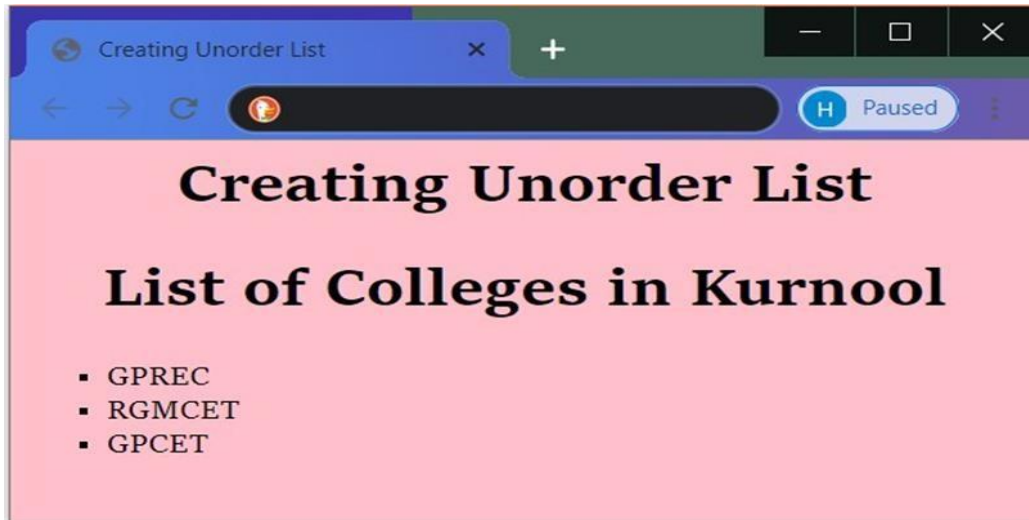 Creating Unorder List
H Paused
Creating Unorder List
List of Colleges in Kurnool
GPREC
RGMCET
GPCET